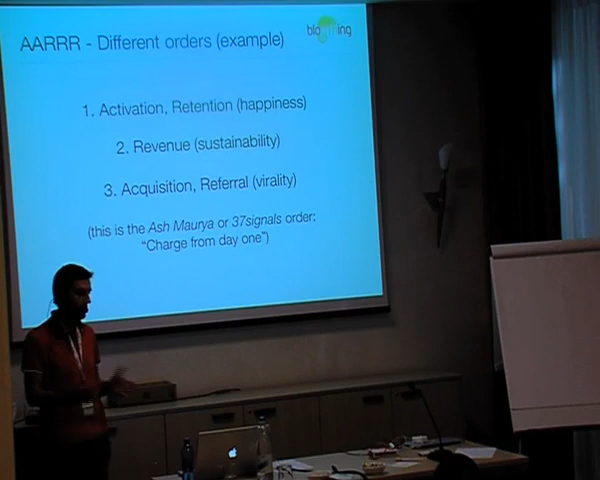 AARRR - Different orders (example)
blooming
1. Activation, Retention (happiness)
2. Revenue (sustainability)
3. Acquisition, Referral (virality)
(this is the Ash Maurya or 37signals order:
"Charge from day one")